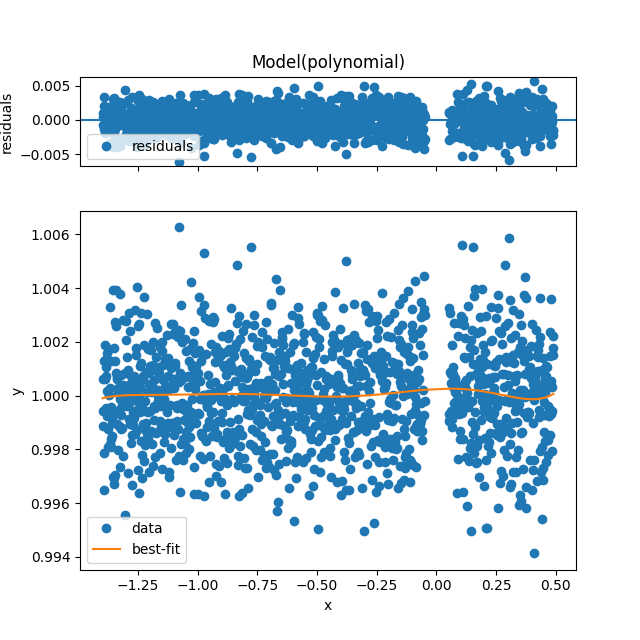 Model(polynomial)
residuals
0.005
0.000
−0.005
residuals
y
1.006
1.004
1.002
1.000
0.998
0.996
0.994
data
best-fit
−1.25 −1.00 −0.75 −0.50 −0.25 0.00 0.25 0.50
x